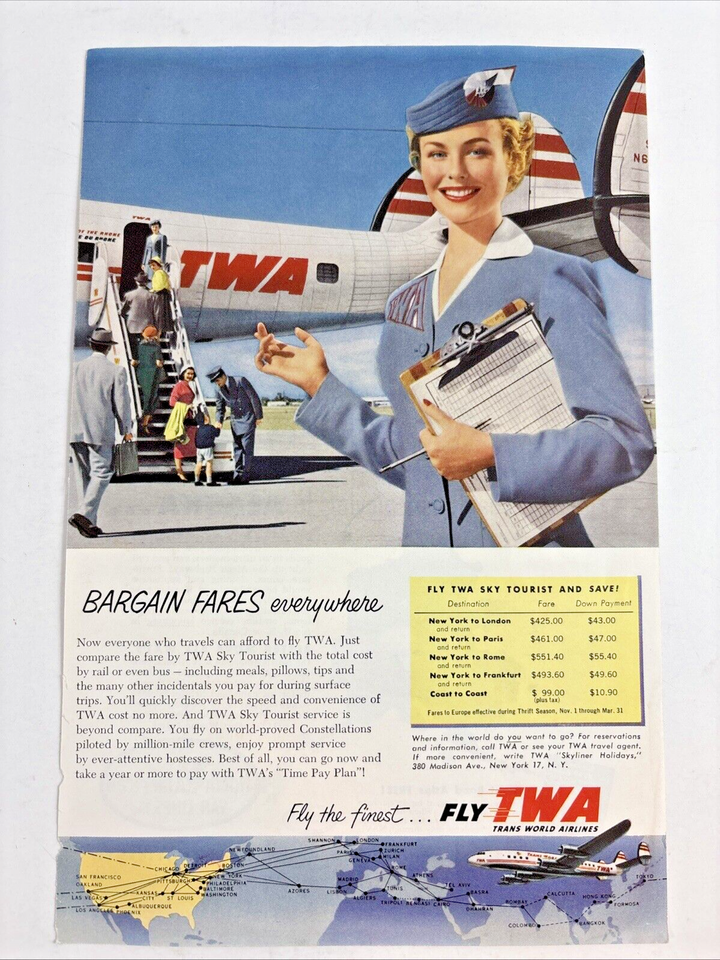 TWA
N6
TWA
TWA
BARGAIN FARES everywhere
Now everyone who travels can afford to fly TWA. Just
compare the fare by TWA Sky Tourist with the total cost
by rail or even bus — including meals, pillows, tips and
the many other incidentals you pay for during surface
trips. You'll quickly discover the speed and convenience of
TWA cost no more. And TWA Sky Tourist service is
beyond compare. You fly on world-proved Constellations
piloted by million-mile crews, enjoy prompt service
by ever-attentive hostesses. Best of all, you can go now and
take a year or more to pay with TWA's "Time Pay Plan"!
FLY TWA SKY TOURIST AND SAVE!
Destination Fare Down Payment
New York to London $425.00 $43.00
and return
New York to Paris $461.00 $47.00
and return
New York to Rome $551.40 $55.40
and return
New York to Frankfurt $493.60 $49.60
and return
Coast to Coast $ 99.00 $10.90
(plus tax)
Fares to Europe effective during Thrift Season, Nov. 1 through Mar. 31
Where in the world do you want to go? For reservations
and information, call TWA or see your TWA travel agent.
If more convenient, write TWA "Skyliner Holidays,"
380 Madison Ave., New York 17, N. Y.
Fly the finest... FLY TWA
TRANS WORLD AIRLINES
SAN FRANCISCO
OAKLAND
LAS VEGAS
LOS ANGELES
PHOENIX
ALBUQUERQUE
KANSAS CITY
ST LOUIS
CHICAGO
DETROIT
PITTSBURGH
BOSTON
NEW YORK
PHILADELPHIA
BALTIMORE
WASHINGTON
NEWFOUNDLAND
AZORES
SHANNON
LONDON
PARIS
FRANKFURT
ZURICH
GENEVA
MILAN
ROME
MADRID
LISBON
ALGIERS
TUNIS
TRIPOLI
BENGASI
CAIRO
ATHENS
TEL AVIV
BASRA
DHAHRAN
BOMBAY
CALCUTTA
COLOMBO
BANGKOK
HONG KONG
FORMOSA
TOKYO